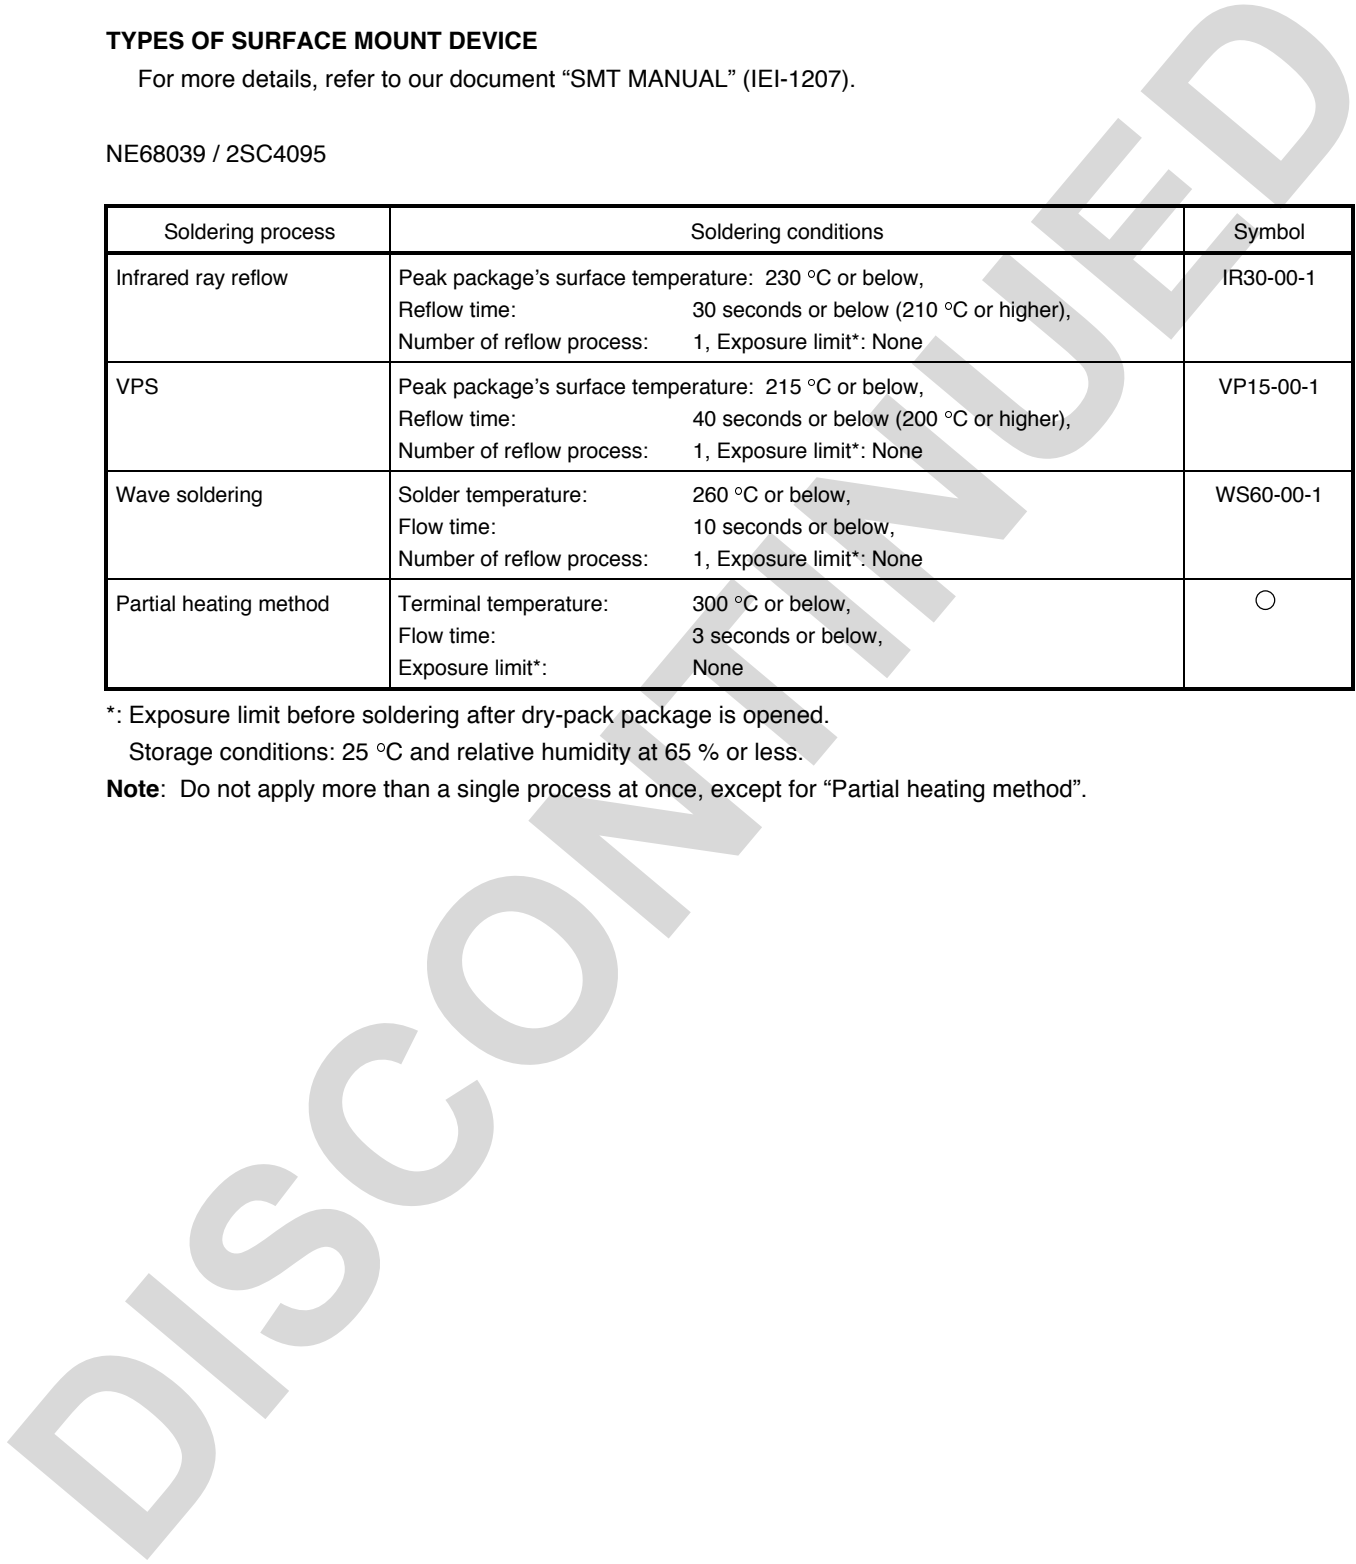 TYPES OF SURFACE MOUNT DEVICE
For more details, refer to our document “SMT MANUAL” (IEI-1207).
NE68039 / 2SC4095
Soldering process Soldering conditions Symbol
Infrared ray reflow Peak package’s surface temperature: 230 °C or below, IR30-00-1
Reflow time: 30 seconds or below (210 °C or higher),
Number of reflow process: 1, Exposure limit*: None
VPS Peak package’s surface temperature: 215 °C or below, VP15-00-1
Reflow time: 40 seconds or below (200 °C or higher),
Number of reflow process: 1, Exposure limit*: None
Wave soldering Solder temperature: 260 °C or below, WS60-00-1
Flow time: 10 seconds or below,
Number of reflow process: 1, Exposure limit*: None
Partial heating method Terminal temperature: 300 °C or below, ○
Flow time: 3 seconds or below,
Exposure limit*: None
*: Exposure limit before soldering after dry-pack package is opened.
Storage conditions: 25 °C and relative humidity at 65 % or less.
Note: Do not apply more than a single process at once, except for “Partial heating method”.
DISCONTINUED